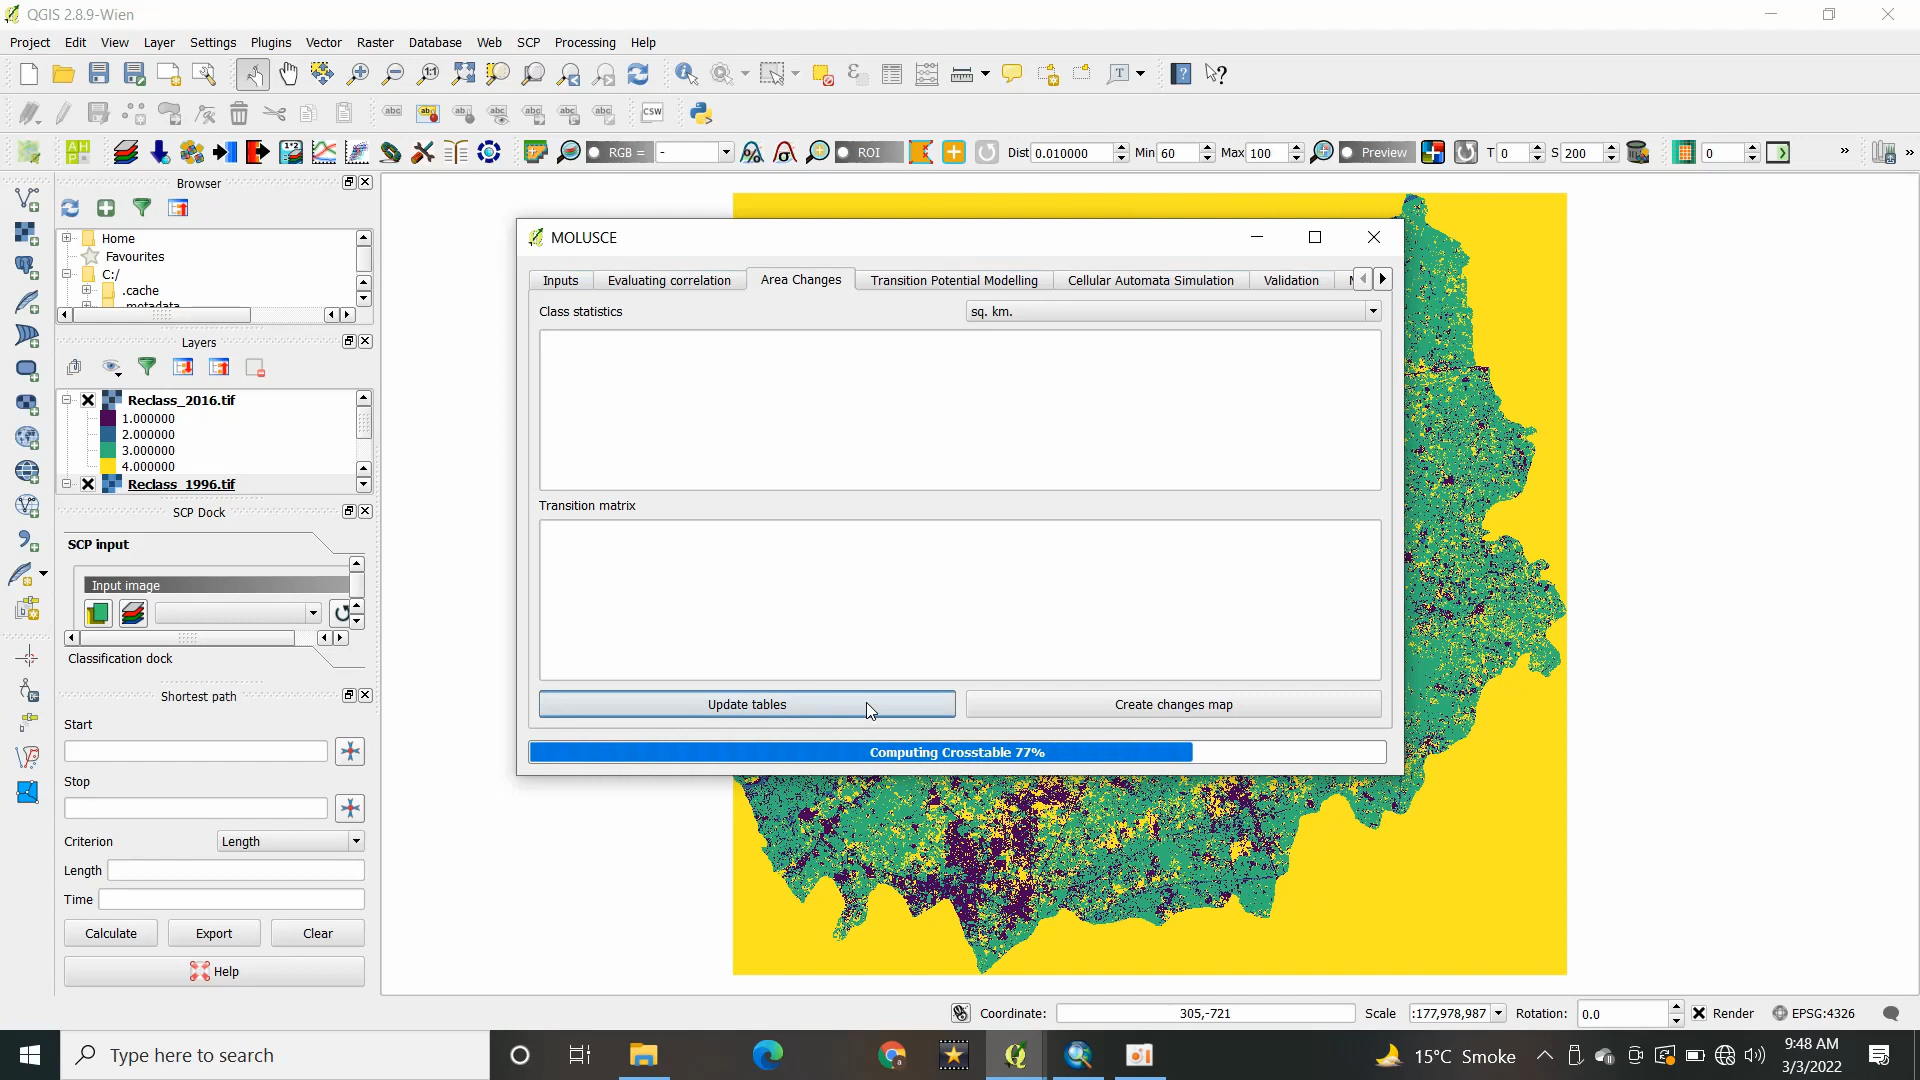 QGIS 2.8.9-Wien
Project Edit View Layer Settings Plugins Vector Raster Database Web SCP Processing Help
RGB = - ROI Dist 0.010000 Min 60 Max 100 Preview T 0 S 200 0 »
Browser
Home
Favourites
C:/
.cache
Layers
Reclass_2016.tif
1.000000
2.000000
3.000000
4.000000
Reclass_1996.tif
SCP Dock
SCP input
Input image
Classification dock
Shortest path
Start
Stop
Criterion Length
Length
Time
Calculate Export Clear
Help
MOLUSCE
Inputs Evaluating correlation Area Changes Transition Potential Modelling Cellular Automata Simulation Validation
Class statistics sq. km.
Transition matrix
Update tables Create changes map
Computing Crosstable 77%
Coordinate: 305,-721 Scale :177,978,987 Rotation: 0.0 Render EPSG:4326
Type here to search
15°C Smoke
9:48 AM
3/3/2022